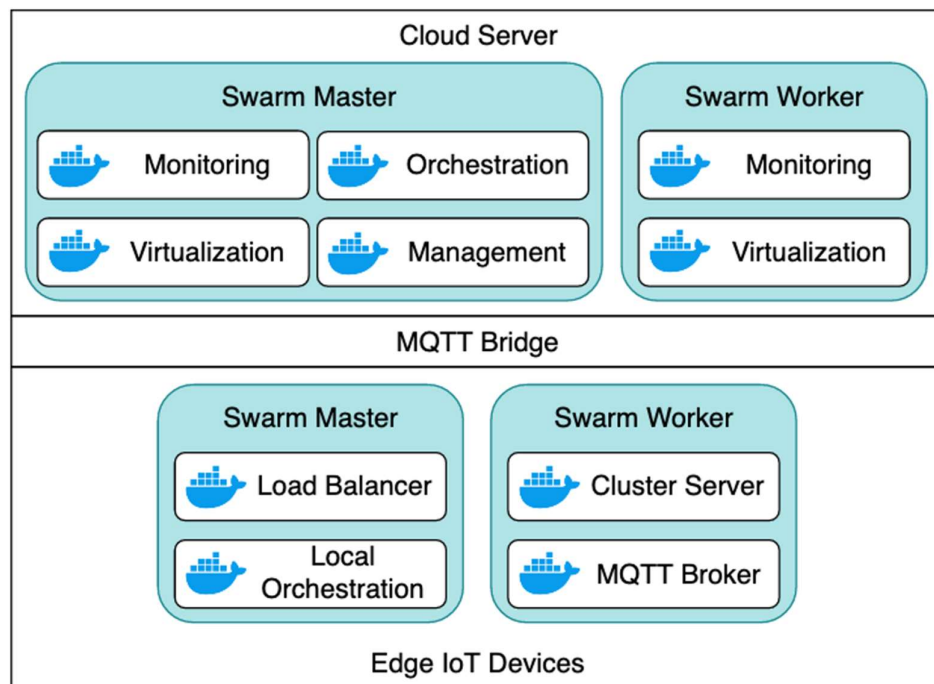 Cloud Server
Swarm Master
Swarm Worker
Monitoring
Orchestration
Monitoring
Virtualization
Management
Virtualization
MQTT Bridge
Swarm Master
Swarm Worker
Load Balancer
Cluster Server
Local
Orchestration
MQTT Broker
Edge IoT Devices